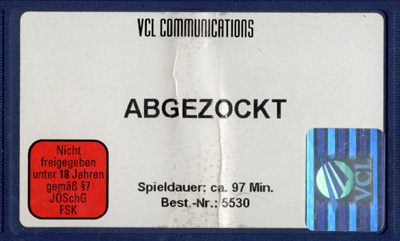 VCL COMMUNICATIONS
ABGEZOCKT
Nicht
freigegeben
unter 18 Jahren
gemäß §7
JÖSchG
FSK
Spieldauer: ca. 97 Min.
Best.-Nr.: 5530
VCL